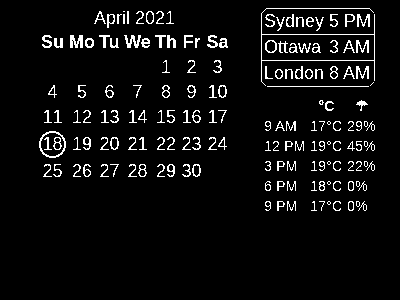 April 2021
Su Mo Tu We Th Fr Sa
1 2 3
4 5 6 7 8 9 10
11 12 13 14 15 16 17
18 19 20 21 22 23 24
25 26 27 28 29 30
Sydney 5 PM
Ottawa 3 AM
London 8 AM
°C ☂
9 AM 17°C 29%
12 PM 19°C 45%
3 PM 19°C 22%
6 PM 18°C 0%
9 PM 17°C 0%